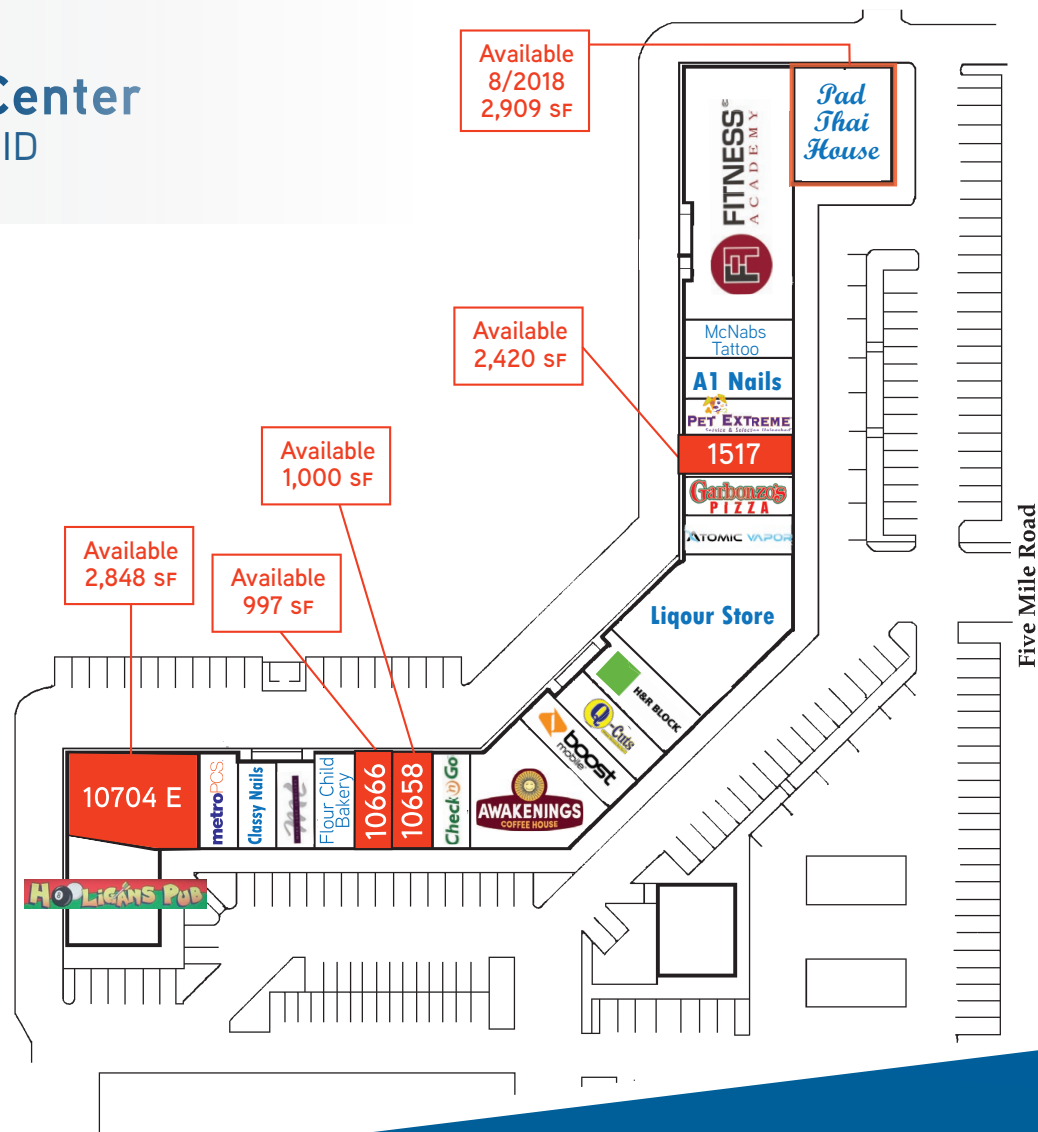 Center
ID
Available
8/2018
2,909 SF
Pad
Thai
House
FITNESS®
ACADEMY
Available
2,420 SF
McNabs
Tattoo
A1 Nails
PET EXTREME
1517
Garbonzo's
PIZZA
ATOMIC VAPOR
Available
1,000 SF
Available
2,848 SF
Available
997 SF
Liqour Store
Five Mile Road
H&R BLOCK
Q-Cuts
boost
mobile
10704 E
metroPCS.
Classy Nails
Flour Child
Bakery
10666
10658
Check n Go
AWAKENINGS
COFFEE HOUSE
HOOLIGANS PUB
8